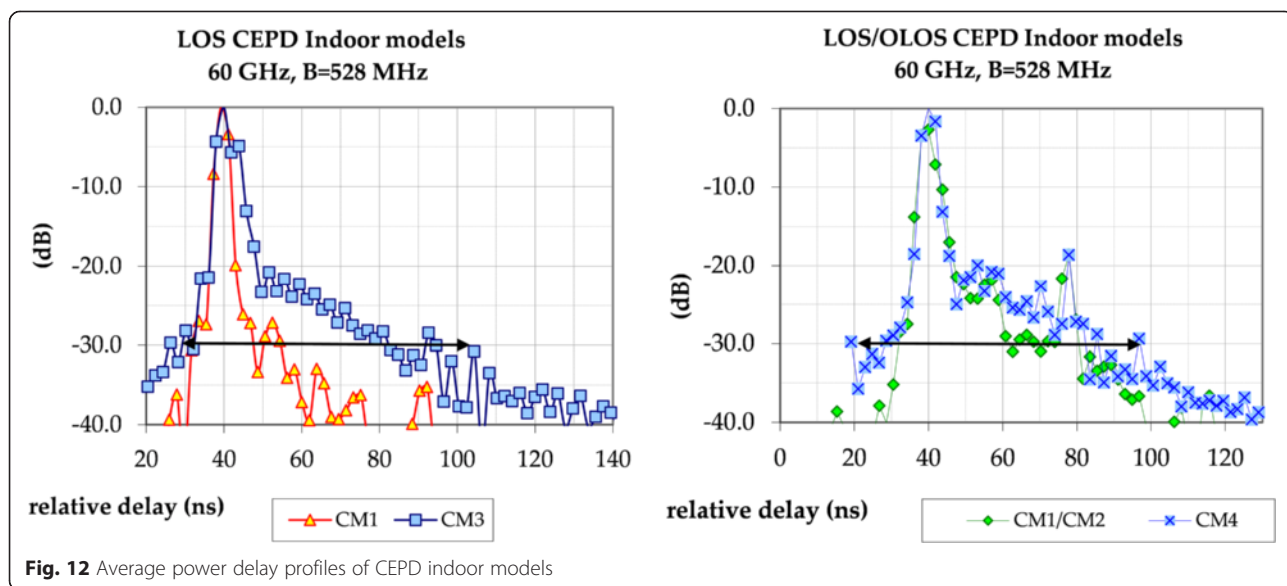 LOS CEPD Indoor models
60 GHz, B=528 MHz
0.0
-10.0
-20.0
-30.0
-40.0
(dB)
20 40 60 80 100 120 140
relative delay (ns)
CM1 CM3
LOS/OLOS CEPD Indoor models
60 GHz, B=528 MHz
0.0
-10.0
-20.0
-30.0
-40.0
(dB)
0 20 40 60 80 100 120
relative delay (ns)
CM1/CM2 CM4
Fig. 12 Average power delay profiles of CEPD indoor models